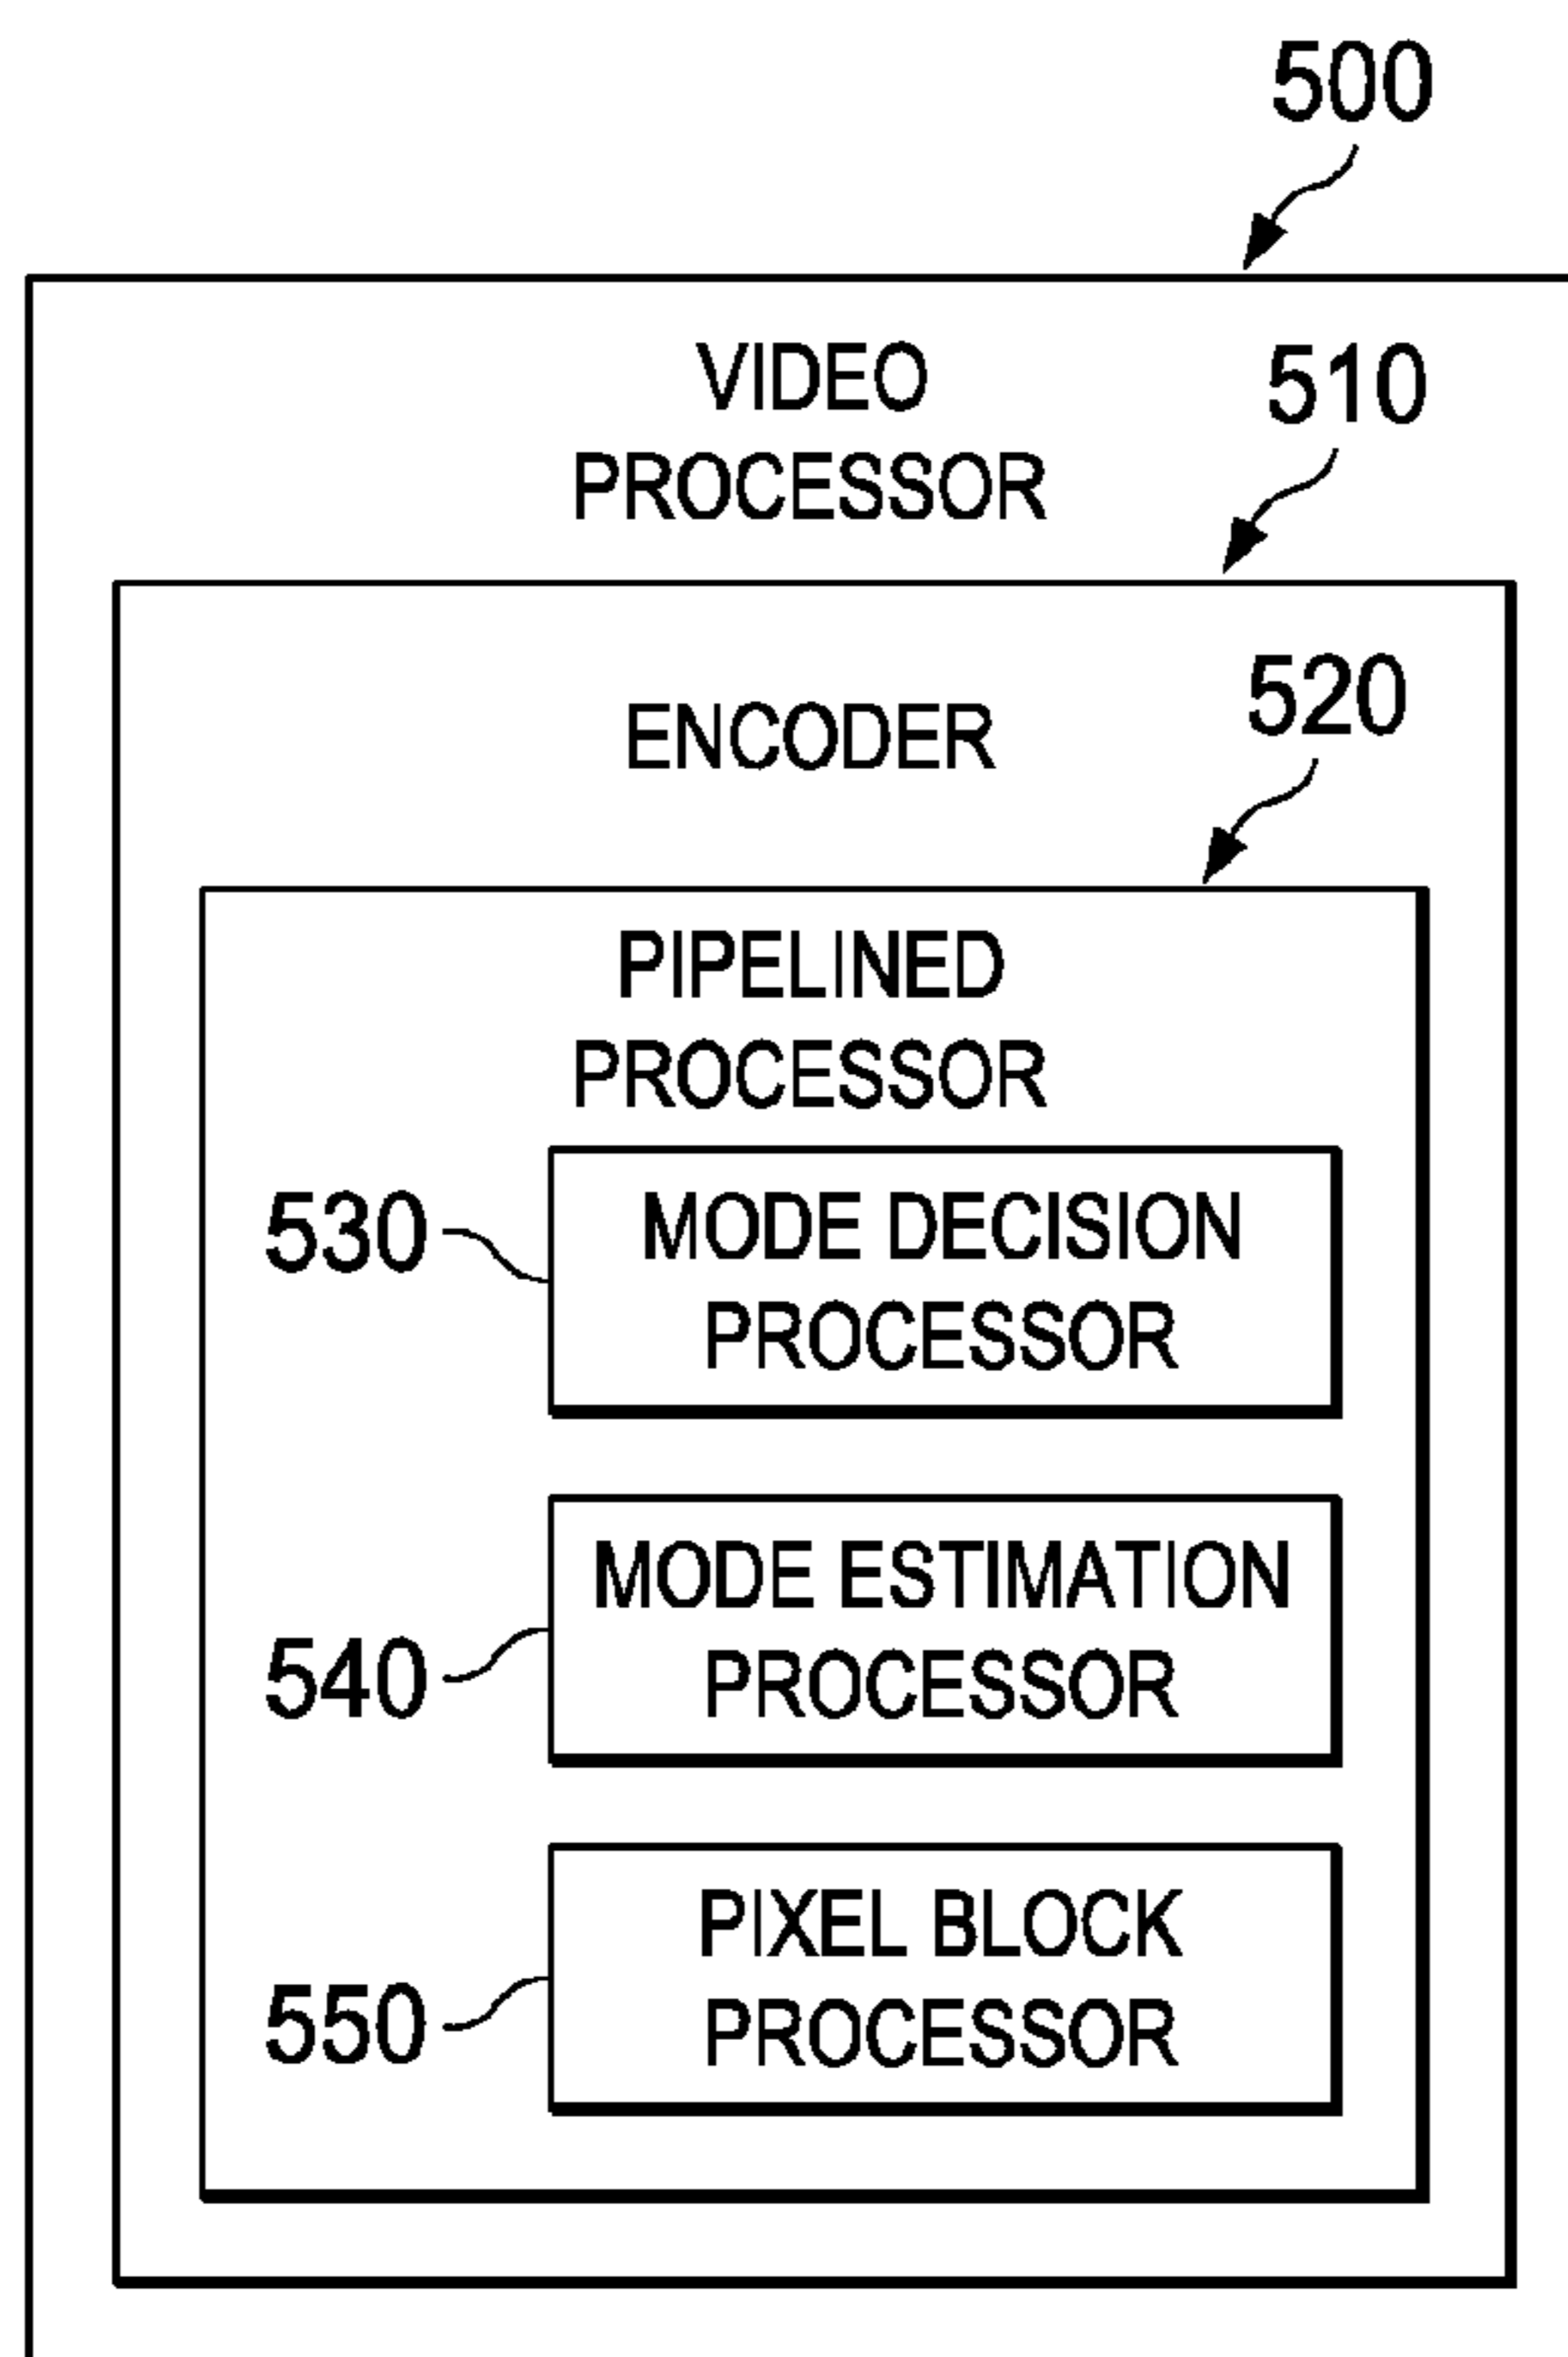 500
VIDEO
PROCESSOR
510
ENCODER
520
PIPELINED
PROCESSOR
530
MODE DECISION
PROCESSOR
540
MODE ESTIMATION
PROCESSOR
550
PIXEL BLOCK
PROCESSOR